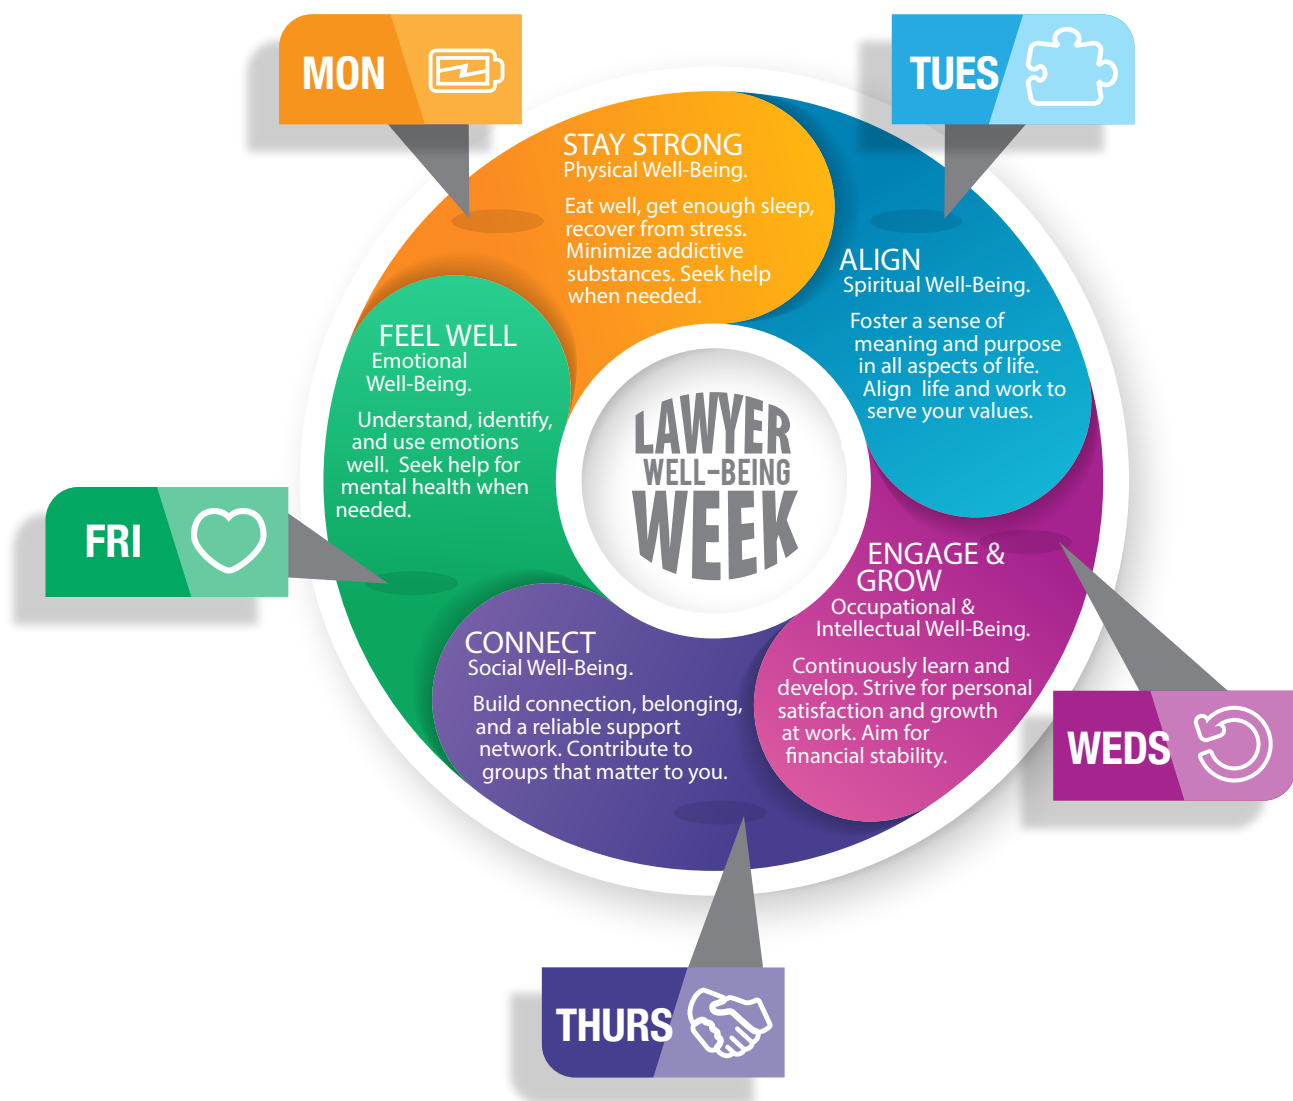 MON
STAY STRONG
Physical Well-Being.
Eat well, get enough sleep,
recover from stress.
Minimize addictive
substances. Seek help
when needed.
TUES
ALIGN
Spiritual Well-Being.
Foster a sense of
meaning and purpose
in all aspects of life.
Align life and work to
serve your values.
WEDS
ENGAGE &
GROW
Occupational &
Intellectual Well-Being.
Continuously learn and
develop. Strive for personal
satisfaction and growth
at work. Aim for
financial stability.
THURS
CONNECT
Social Well-Being.
Build connection, belonging,
and a reliable support
network. Contribute to
groups that matter to you.
FRI
FEEL WELL
Emotional
Well-Being.
Understand, identify,
and use emotions
well. Seek help for
mental health when
needed.
LAWYER
WELL-BEING
WEEK